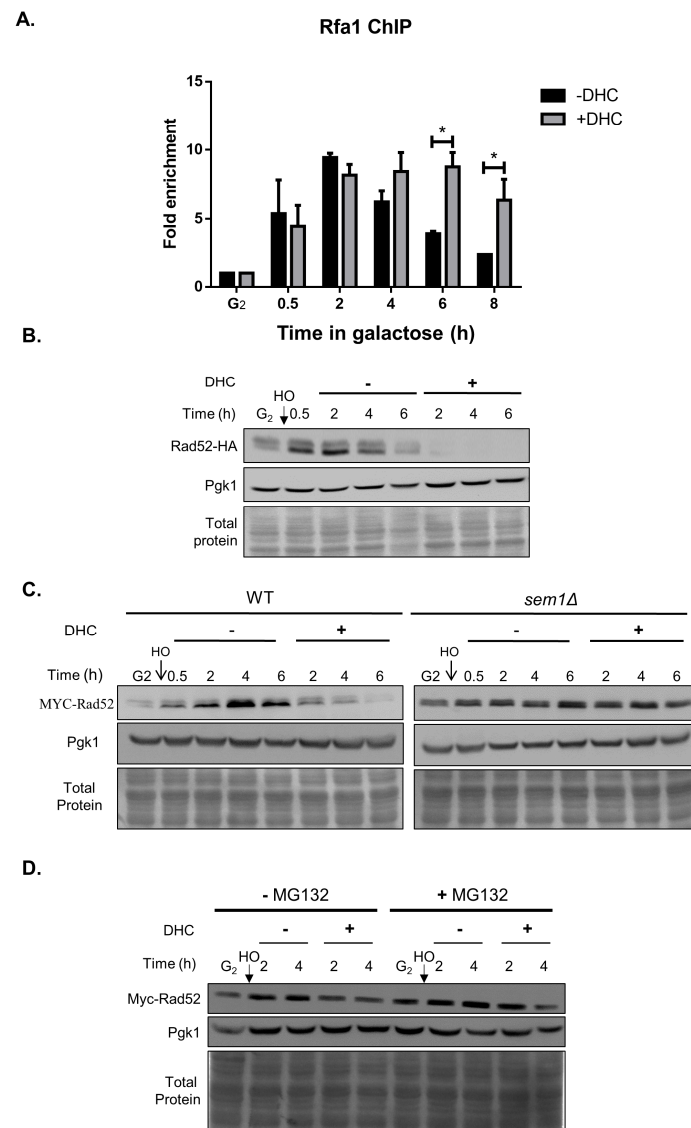 A.
Rfa1 ChIP
15
10
5
0
Fold enrichment
-DHC
+DHC
*
*
G2 0.5 2 4 6 8
Time in galactose (h)
B.
DHC - +
HO
Time (h) G2 0.5 2 4 6 2 4 6
Rad52-HA
Pgk1
Total
protein
C.
WT sem1Δ
DHC - + - +
HO HO
Time (h) G2 0.5 2 4 6 2 4 6 G2 0.5 2 4 6 2 4 6
MYC-Rad52
Pgk1
Total
Protein
D.
- MG132 + MG132
DHC - + - +
Time (h) G2 HO 2 4 2 4 G2 HO 2 4 2 4
Myc-Rad52
Pgk1
Total
Protein